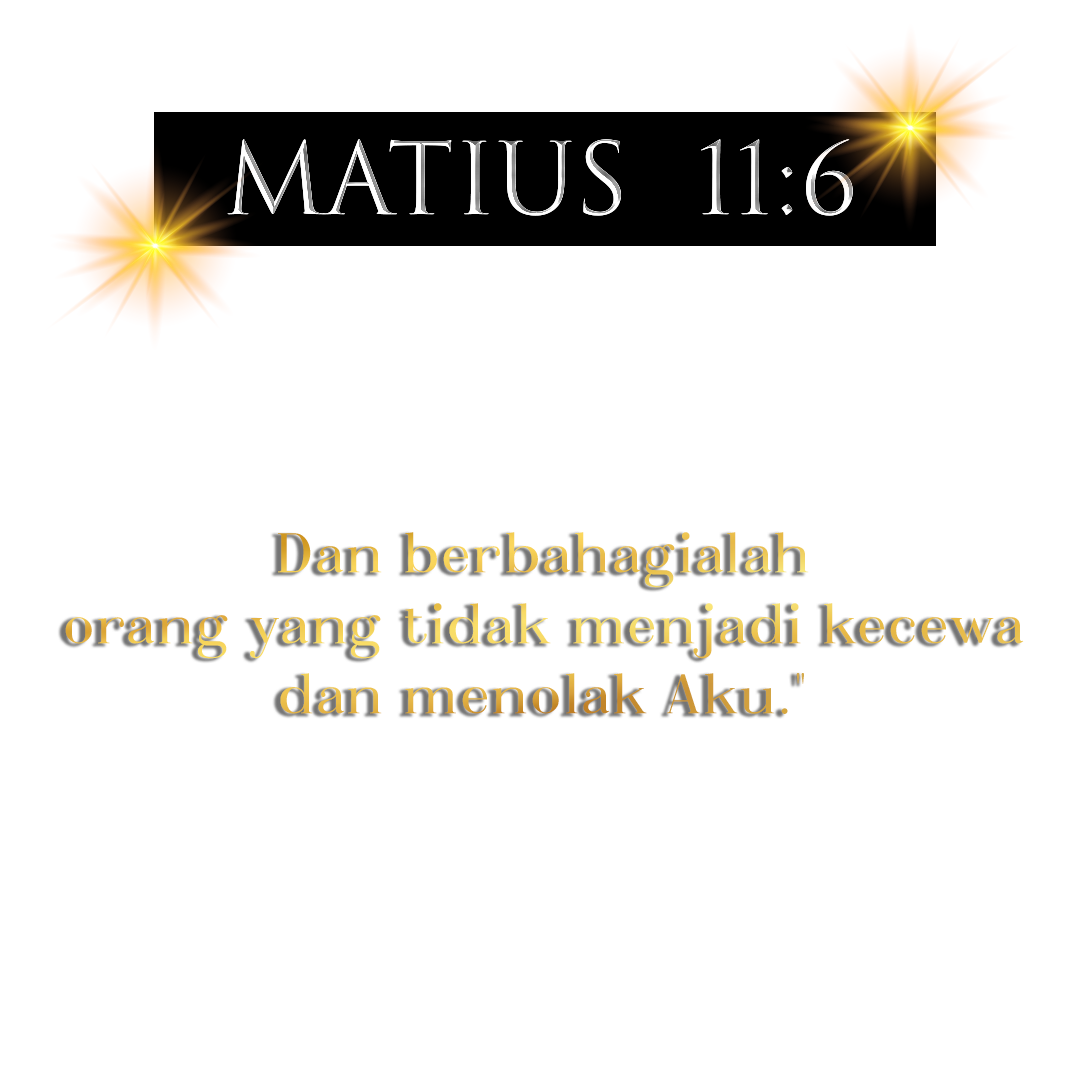 MATIUS 11:6
Dan berbahagialah
orang yang tidak menjadi kecewa
dan menolak Aku."